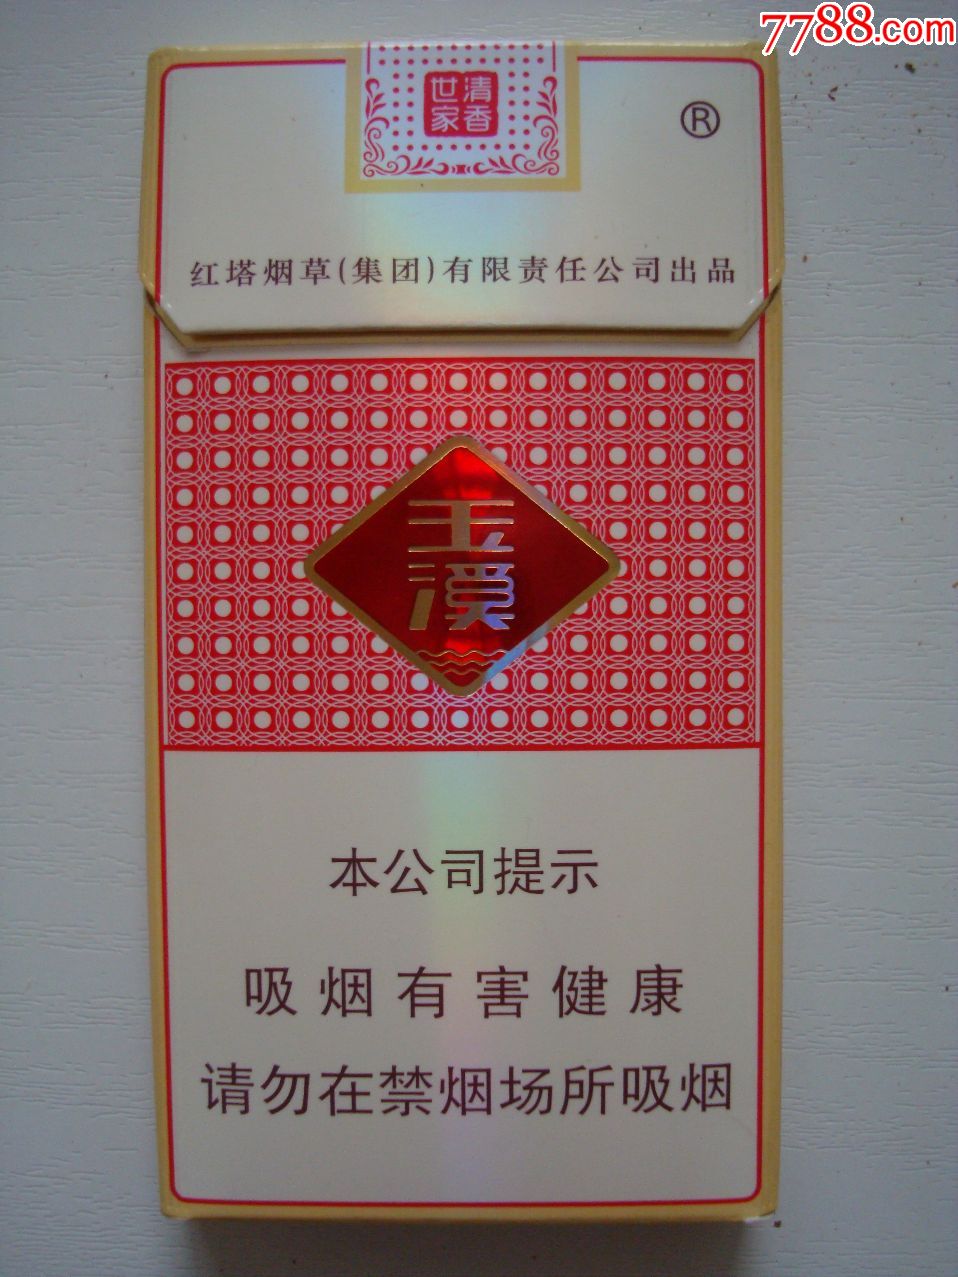 7788.com
清香
世家
®
红塔烟草(集团)有限责任公司出品
玉溪
本公司提示
吸烟有害健康
请勿在禁烟场所吸烟